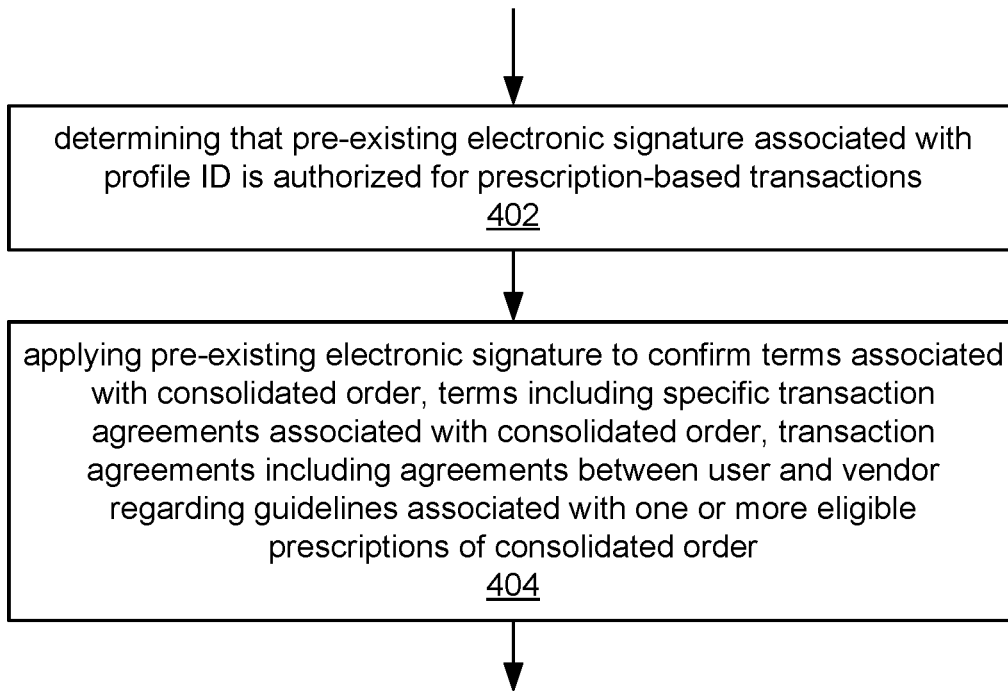 determining that pre-existing electronic signature associated with
profile ID is authorized for prescription-based transactions
402
applying pre-existing electronic signature to confirm terms associated
with consolidated order, terms including specific transaction
agreements associated with consolidated order, transaction
agreements including agreements between user and vendor
regarding guidelines associated with one or more eligible
prescriptions of consolidated order
404